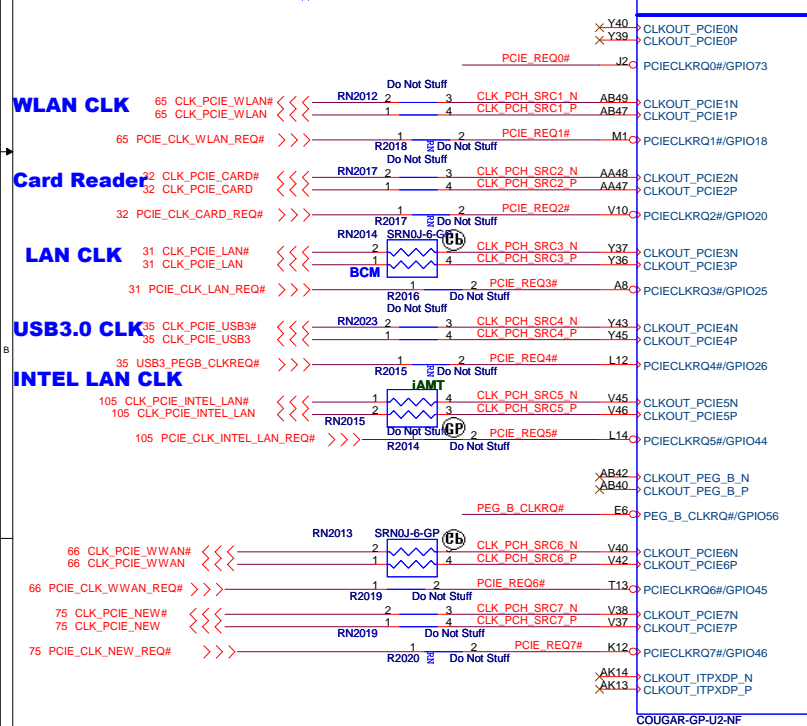 Y40 CLKOUT_PCIE0N
Y39 CLKOUT_PCIE0P
PCIE_REQ0# J2 PCIECLKRQ0#/GPIO73
Do Not Stuff
WLAN CLK 65 CLK_PCIE_WLAN# RN2012 2 3 CLK_PCH_SRC1_N AB49 CLKOUT_PCIE1N
65 CLK_PCIE_WLAN 1 4 CLK_PCH_SRC1_P AB47 CLKOUT_PCIE1P
65 PCIE_CLK_WLAN_REQ# 1 2 PCIE_REQ1# M1 PCIECLKRQ1#/GPIO18
R2018 RN Do Not Stuff
Do Not Stuff
Card Reader 32 CLK_PCIE_CARD# RN2017 2 3 CLK_PCH_SRC2_N AA48 CLKOUT_PCIE2N
32 CLK_PCIE_CARD 1 4 CLK_PCH_SRC2_P AA47 CLKOUT_PCIE2P
32 PCIE_CLK_CARD_REQ# 1 2 PCIE_REQ2# V10 PCIECLKRQ2#/GPIO20
R2017 RN Do Not Stuff
RN2014 SRN0J-6-GP Cb
LAN CLK 31 CLK_PCIE_LAN# 2 3 CLK_PCH_SRC3_N Y37 CLKOUT_PCIE3N
31 CLK_PCIE_LAN 1 4 CLK_PCH_SRC3_P Y36 CLKOUT_PCIE3P
BCM
31 PCIE_CLK_LAN_REQ# 1 2 PCIE_REQ3# A8 PCIECLKRQ3#/GPIO25
R2016 Do Not Stuff
Do Not Stuff
USB3.0 CLK 35 CLK_PCIE_USB3# RN2023 2 3 CLK_PCH_SRC4_N Y43 CLKOUT_PCIE4N
35 CLK_PCIE_USB3 1 4 CLK_PCH_SRC4_P Y45 CLKOUT_PCIE4P
B
35 USB3_PEGB_CLKREQ# 1 2 PCIE_REQ4# L12 PCIECLKRQ4#/GPIO26
R2015 RN Do Not Stuff
INTEL LAN CLK iAMT
105 CLK_PCIE_INTEL_LAN# 1 4 CLK_PCH_SRC5_N V45 CLKOUT_PCIE5N
105 CLK_PCIE_INTEL_LAN 2 3 CLK_PCH_SRC5_P V46 CLKOUT_PCIE5P
RN2015 Do Not Stuff GP
105 PCIE_CLK_INTEL_LAN_REQ# 1 2 PCIE_REQ5# L14 PCIECLKRQ5#/GPIO44
R2014 Do Not Stuff
AB42 CLKOUT_PEG_B_N
AB40 CLKOUT_PEG_B_P
PEG_B_CLKRQ# E6 PEG_B_CLKRQ#/GPIO56
RN2013 SRN0J-6-GP Cb
66 CLK_PCIE_WWAN# 2 3 CLK_PCH_SRC6_N V40 CLKOUT_PCIE6N
66 CLK_PCIE_WWAN 1 4 CLK_PCH_SRC6_P V42 CLKOUT_PCIE6P
66 PCIE_CLK_WWAN_REQ# 1 2 PCIE_REQ6# T13 PCIECLKRQ6#/GPIO45
R2019 Do Not Stuff
75 CLK_PCIE_NEW# 2 3 CLK_PCH_SRC7_N V38 CLKOUT_PCIE7N
75 CLK_PCIE_NEW 1 4 CLK_PCH_SRC7_P V37 CLKOUT_PCIE7P
RN2019 Do Not Stuff
75 PCIE_CLK_NEW_REQ# 1 2 PCIE_REQ7# K12 PCIECLKRQ7#/GPIO46
R2020 RN Do Not Stuff
AK14 CLKOUT_ITPXDP_N
AK13 CLKOUT_ITPXDP_P
COUGAR-GP-U2-NF